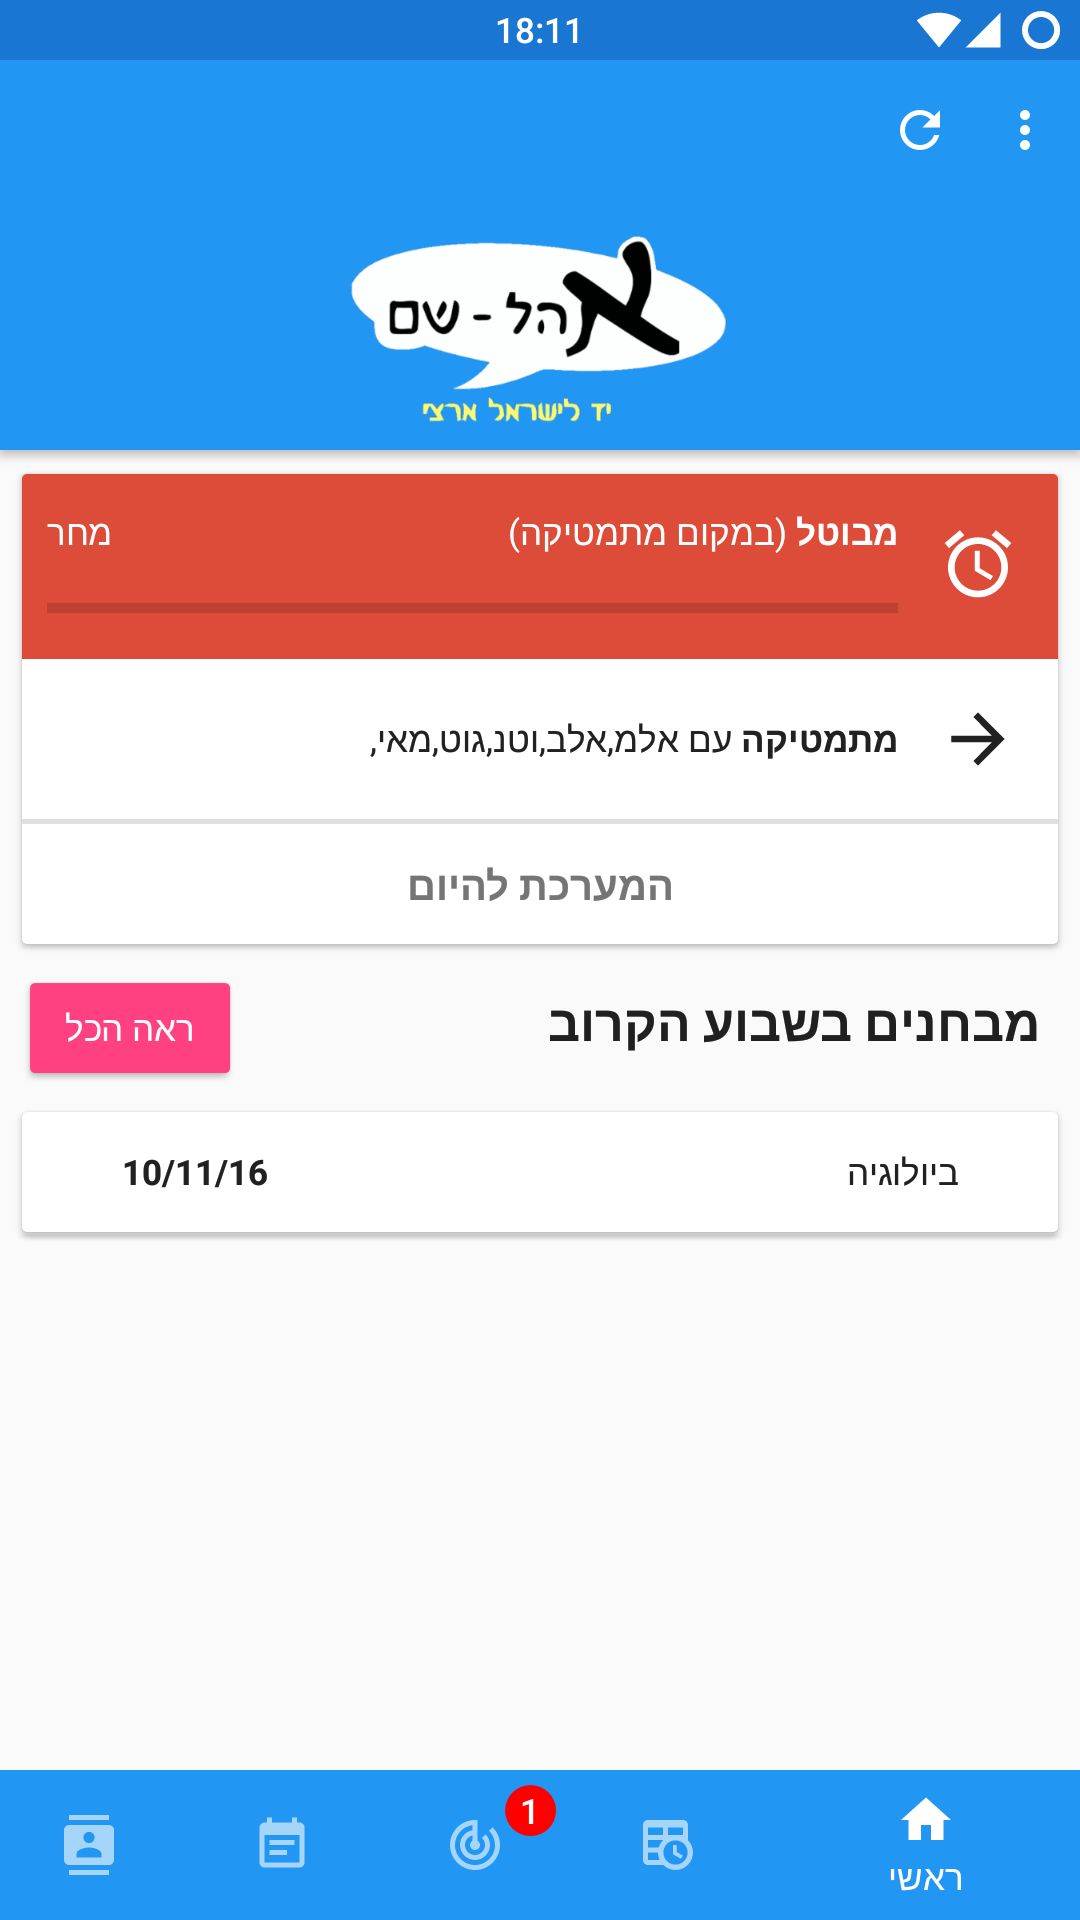 18:11
אהל - שם
יד לישראל ארצי
מבוטל (במקום מתמטיקה) מחר
מתמטיקה עם אלמ,אלב,וטנ,גוט,מאי,
המערכת להיום
מבחנים בשבוע הקרוב
ראה הכל
ביולוגיה 10/11/16
1
ראשי